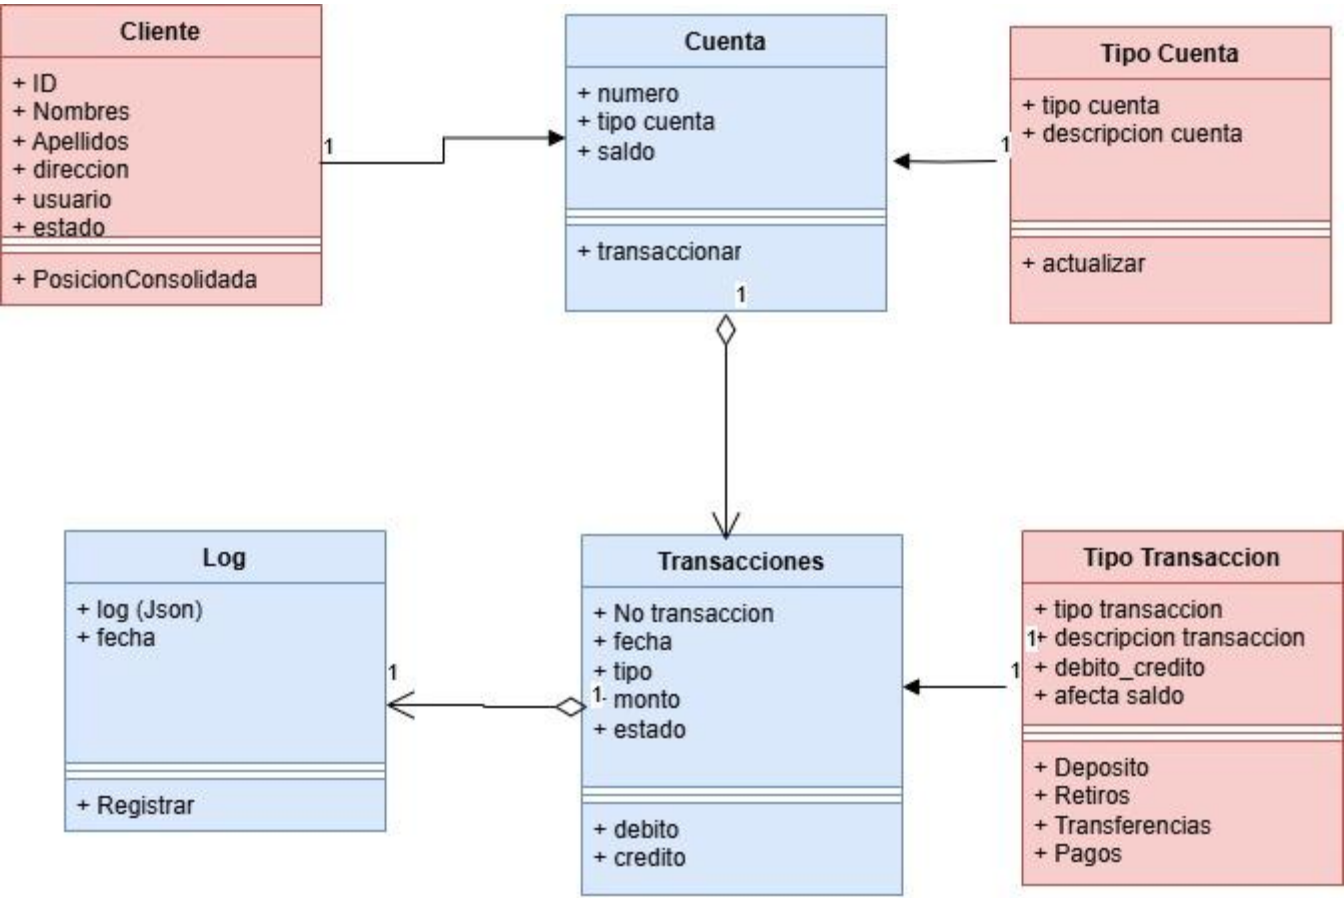 Cliente
+ ID
+ Nombres
+ Apellidos
+ direccion
+ usuario
+ estado
+ PosicionConsolidada
1
Cuenta
+ numero
+ tipo cuenta
+ saldo
+ transaccionar
1
Tipo Cuenta
+ tipo cuenta
+ descripcion cuenta
+ actualizar
1
Log
+ log (Json)
+ fecha
+ Registrar
1
Transacciones
+ No transaccion
+ fecha
+ tipo
1- monto
+ estado
+ debito
+ credito
Tipo Transaccion
+ tipo transaccion
1+ descripcion transaccion
+ debito_credito
1
+ afecta saldo
+ Deposito
+ Retiros
+ Transferencias
+ Pagos